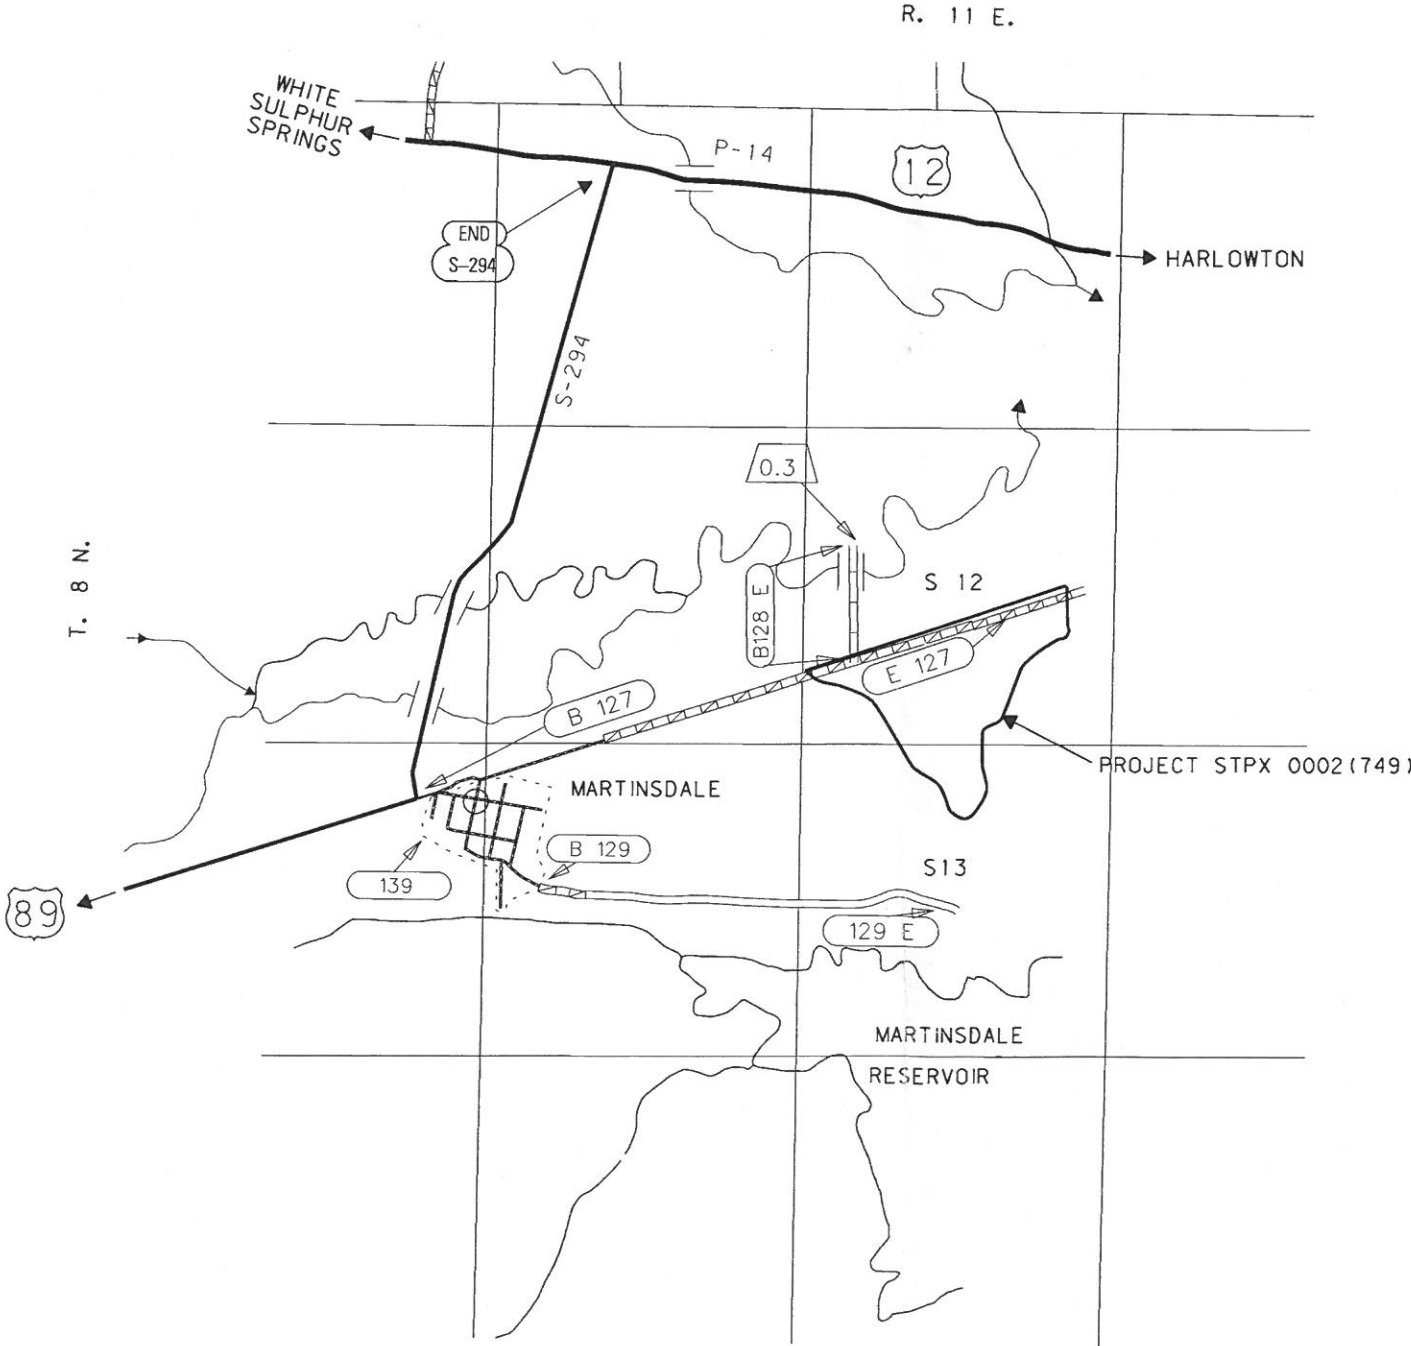 R. 11 E.
WHITE
SULPHUR
SPRINGS
P-14
12
END
S-294
HARLOWTON
S-294
0.3
T. 8 N.
B128 E
S 12
E 127
B 127
PROJECT STPX 0002(749)
MARTINSDALE
B 129
S13
139
89
129 E
MARTINSDALE
RESERVOIR